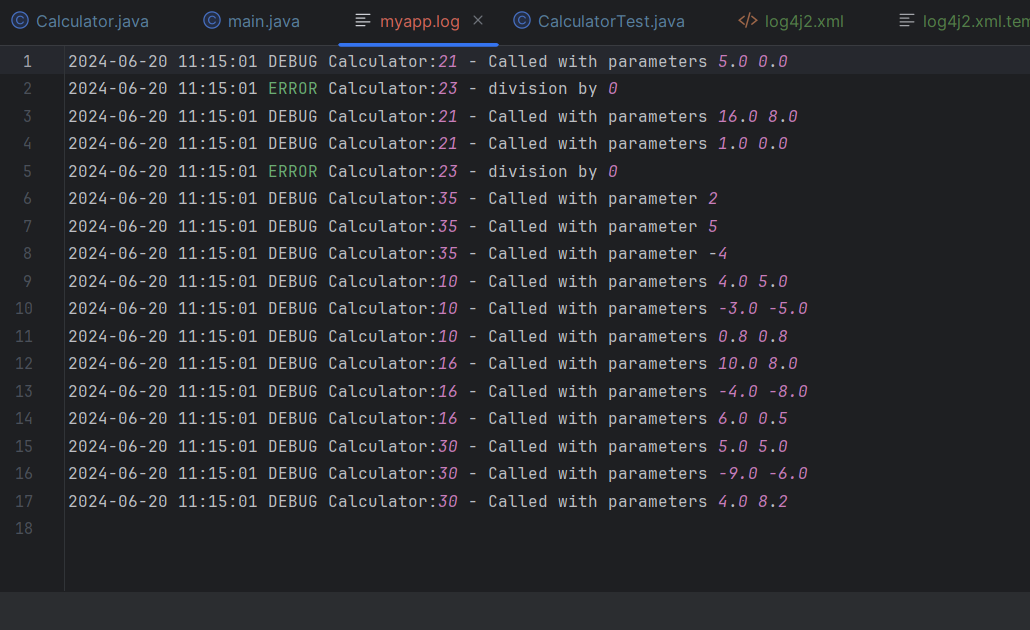 Calculator.java main.java myapp.log × CalculatorTest.java </> log4j2.xml log4j2.xml.tem
1 2024-06-20 11:15:01 DEBUG Calculator:21 - Called with parameters 5.0 0.0
2 2024-06-20 11:15:01 ERROR Calculator:23 - division by 0
3 2024-06-20 11:15:01 DEBUG Calculator:21 - Called with parameters 16.0 8.0
4 2024-06-20 11:15:01 DEBUG Calculator:21 - Called with parameters 1.0 0.0
5 2024-06-20 11:15:01 ERROR Calculator:23 - division by 0
6 2024-06-20 11:15:01 DEBUG Calculator:35 - Called with parameter 2
7 2024-06-20 11:15:01 DEBUG Calculator:35 - Called with parameter 5
8 2024-06-20 11:15:01 DEBUG Calculator:35 - Called with parameter -4
9 2024-06-20 11:15:01 DEBUG Calculator:10 - Called with parameters 4.0 5.0
10 2024-06-20 11:15:01 DEBUG Calculator:10 - Called with parameters -3.0 -5.0
11 2024-06-20 11:15:01 DEBUG Calculator:10 - Called with parameters 0.8 0.8
12 2024-06-20 11:15:01 DEBUG Calculator:16 - Called with parameters 10.0 8.0
13 2024-06-20 11:15:01 DEBUG Calculator:16 - Called with parameters -4.0 -8.0
14 2024-06-20 11:15:01 DEBUG Calculator:16 - Called with parameters 6.0 0.5
15 2024-06-20 11:15:01 DEBUG Calculator:30 - Called with parameters 5.0 5.0
16 2024-06-20 11:15:01 DEBUG Calculator:30 - Called with parameters -9.0 -6.0
17 2024-06-20 11:15:01 DEBUG Calculator:30 - Called with parameters 4.0 8.2
18